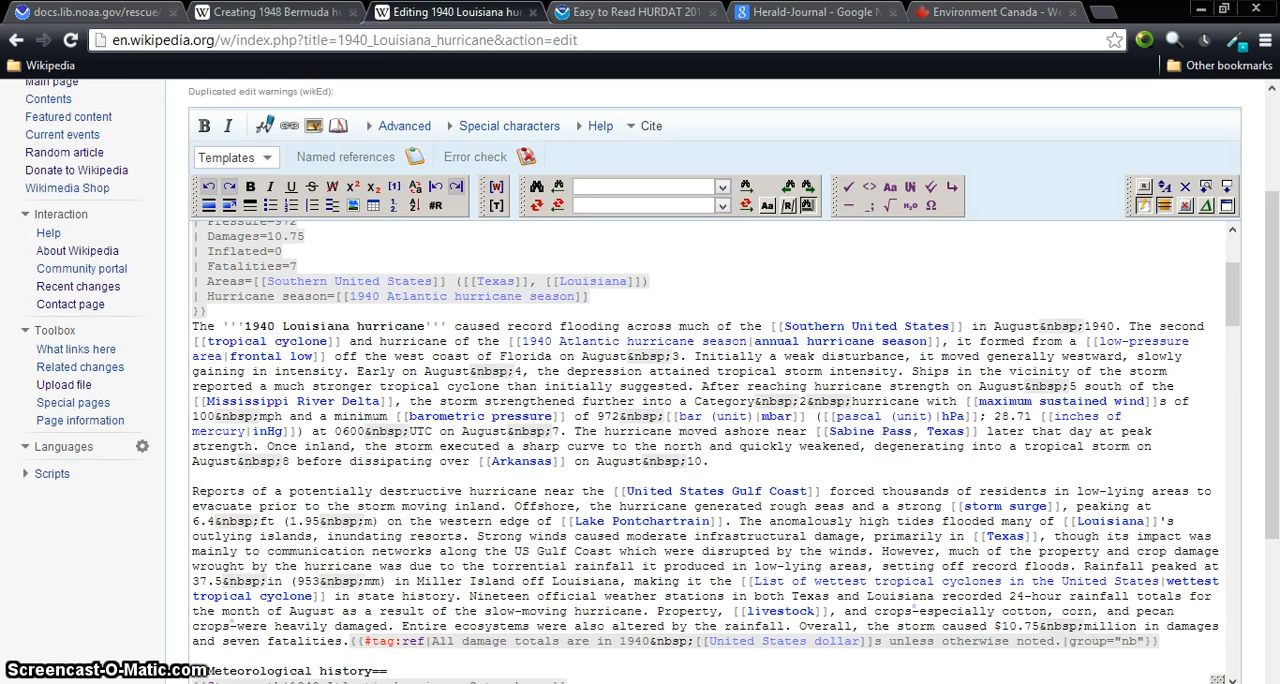 docs.lib.noaa.gov/rescue/
Creating 1948 Bermuda h
Editing 1940 Louisiana hu
Easy to Read HURDAT 201
Herald-Journal - Google N
Environment Canada - We
en.wikipedia.org/w/index.php?title=1940_Louisiana_hurricane&action=edit
Wikipedia
Other bookmarks
Main page
Contents
Featured content
Current events
Random article
Donate to Wikipedia
Wikimedia Shop
Interaction
Help
About Wikipedia
Community portal
Recent changes
Contact page
Toolbox
What links here
Related changes
Upload file
Special pages
Page information
Languages
Scripts
Duplicated edit warnings (wikEd):
B I Advanced Special characters Help Cite
Templates Named references Error check
| Pressure=972
| Damages=10.75
| Inflated=0
| Fatalities=7
| Areas=[[Southern United States]] ([[Texas]], [[Louisiana]])
| Hurricane season=[[1940 Atlantic hurricane season]]
}}
The '''1940 Louisiana hurricane''' caused record flooding across much of the [[Southern United States]] in August&nbsp;1940. The second
[[tropical cyclone]] and hurricane of the [[1940 Atlantic hurricane season|annual hurricane season]], it formed from a [[low-pressure
area|frontal low]] off the west coast of Florida on August&nbsp;3. Initially a weak disturbance, it moved generally westward, slowly
gaining in intensity. Early on August&nbsp;4, the depression attained tropical storm intensity. Ships in the vicinity of the storm
reported a much stronger tropical cyclone than initially suggested. After reaching hurricane strength on August&nbsp;5 south of the
[[Mississippi River Delta]], the storm strengthened further into a Category&nbsp;2&nbsp;hurricane with [[maximum sustained wind]]s of
100&nbsp;mph and a minimum [[barometric pressure]] of 972&nbsp;[[bar (unit)|mbar]] ([[pascal (unit)|hPa]]; 28.71 [[inches of
mercury|inHg]]) at 0600&nbsp;UTC on August&nbsp;7. The hurricane moved ashore near [[Sabine Pass, Texas]] later that day at peak
strength. Once inland, the storm executed a sharp curve to the north and quickly weakened, degenerating into a tropical storm on
August&nbsp;8 before dissipating over [[Arkansas]] on August&nbsp;10.
Reports of a potentially destructive hurricane near the [[United States Gulf Coast]] forced thousands of residents in low-lying areas to
evacuate prior to the storm moving inland. Offshore, the hurricane generated rough seas and a strong [[storm surge]], peaking at
6.4&nbsp;ft (1.95&nbsp;m) on the western edge of [[Lake Pontchartrain]]. The anomalously high tides flooded many of [[Louisiana]]'s
outlying islands, inundating resorts. Strong winds caused moderate infrastructural damage, primarily in [[Texas]], though its impact was
mainly to communication networks along the US Gulf Coast which were disrupted by the winds. However, much of the property and crop damage
wrought by the hurricane was due to the torrential rainfall it produced in low-lying areas, setting off record floods. Rainfall peaked at
37.5&nbsp;in (953&nbsp;mm) in Miller Island off Louisiana, making it the [[List of wettest tropical cyclones in the United States|wettest
tropical cyclone]] in state history. Nineteen official weather stations in both Texas and Louisiana recorded 24-hour rainfall totals for
the month of August as a result of the slow-moving hurricane. Property, [[livestock]], and crops–especially cotton, corn, and pecan
crops–were heavily damaged. Entire ecosystems were also altered by the rainfall. Overall, the storm caused $10.75&nbsp;million in damages
and seven fatalities.{{#tag:ref|All damage totals are in 1940&nbsp;[[United States dollar]]s unless otherwise noted.|group="nb"}}
==Meteorological history==
Screencast-O-Matic.com